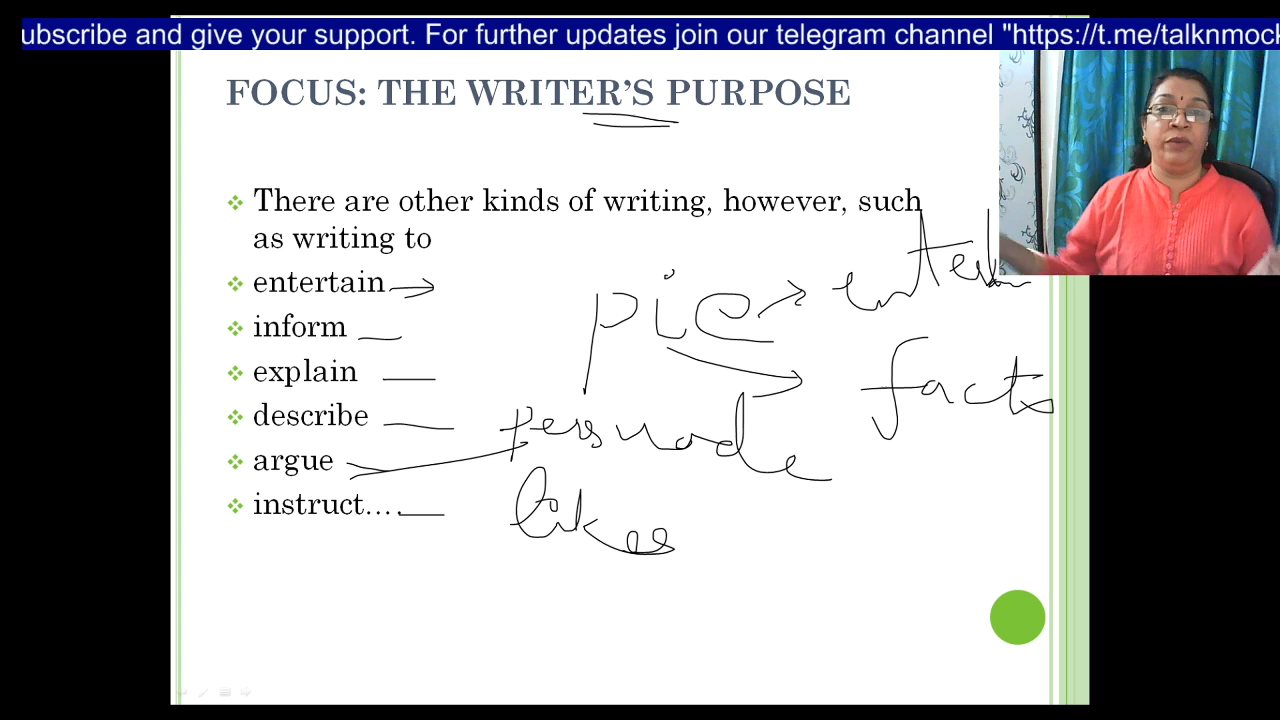 ubscribe and give your support. For further updates join our telegram channel "https://t.me/talknmock
FOCUS: THE WRITER'S PURPOSE
There are other kinds of writing, however, such
as writing to
entertain
inform
explain
describe
argue
instruct....
pie
facts
persuade
likes